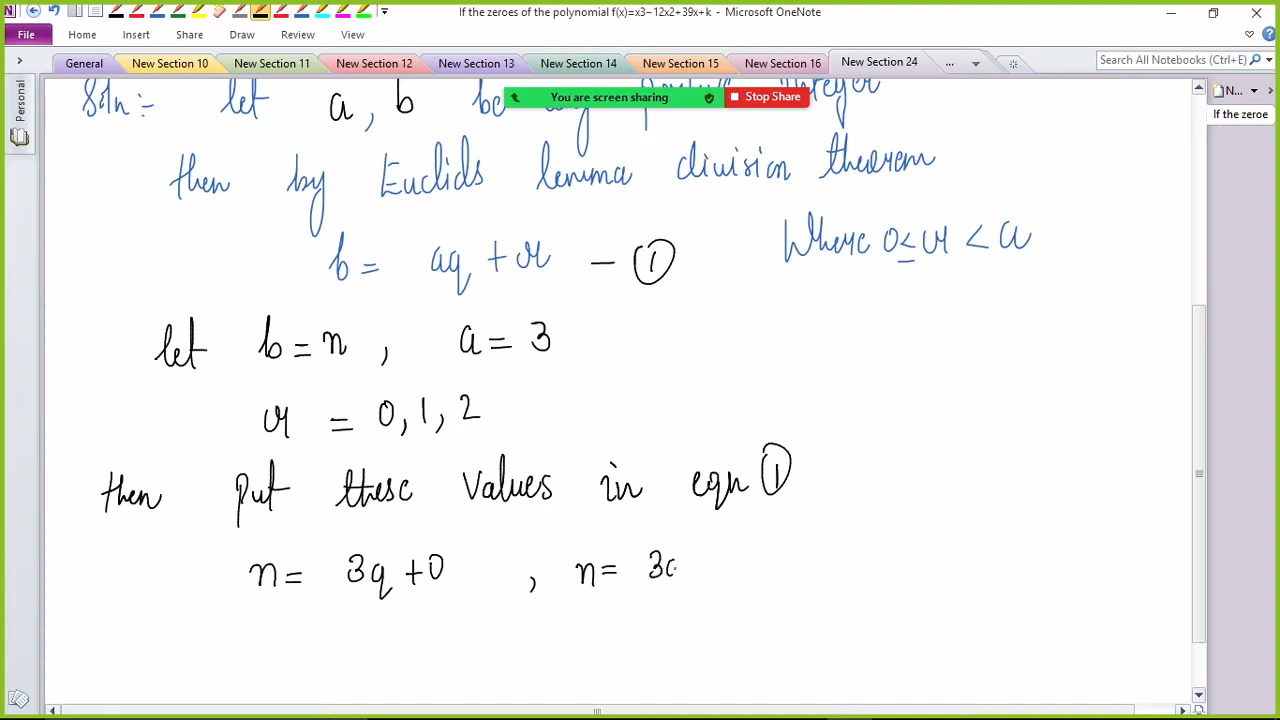 If the zeroes of the polynomial f(x)=x3-12x2+39x+k - Microsoft OneNote
File Home Insert Share Draw Review View
General New Section 10 New Section 11 New Section 12 New Section 13 New Section 14 New Section 15 New Section 16 New Section 24 ... Search All Notebooks (Ctrl+E)
Personal
N...
If the zeroe
You are screen sharing Stop Share
Soln:- let a, b be any positive integer
then by Euclids lemma division theorem
b = aq + r — ① Where 0 ≤ r < a
let b = n , a = 3
r = 0, 1, 2
then put these values in eqn ①
n = 3q + 0 , n = 3